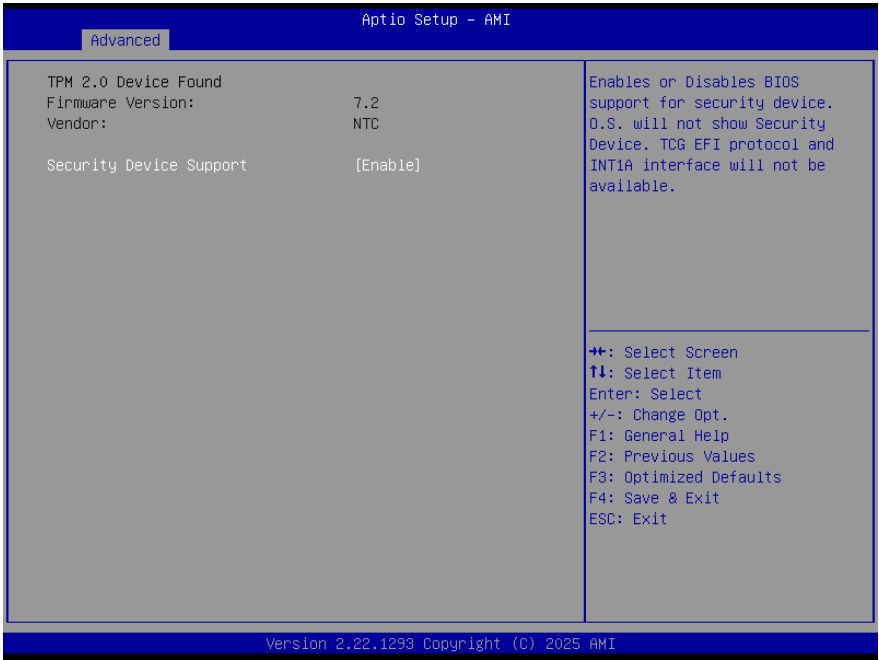 Aptio Setup – AMI
Advanced
TPM 2.0 Device Found
Firmware Version: 7.2
Vendor: NTC
Security Device Support [Enable]
Enables or Disables BIOS
support for security device.
O.S. will not show Security
Device. TCG EFI protocol and
INT1A interface will not be
available.
→←: Select Screen
↑↓: Select Item
Enter: Select
+/-: Change Opt.
F1: General Help
F2: Previous Values
F3: Optimized Defaults
F4: Save & Exit
ESC: Exit
Version 2.22.1293 Copyright (C) 2025 AMI